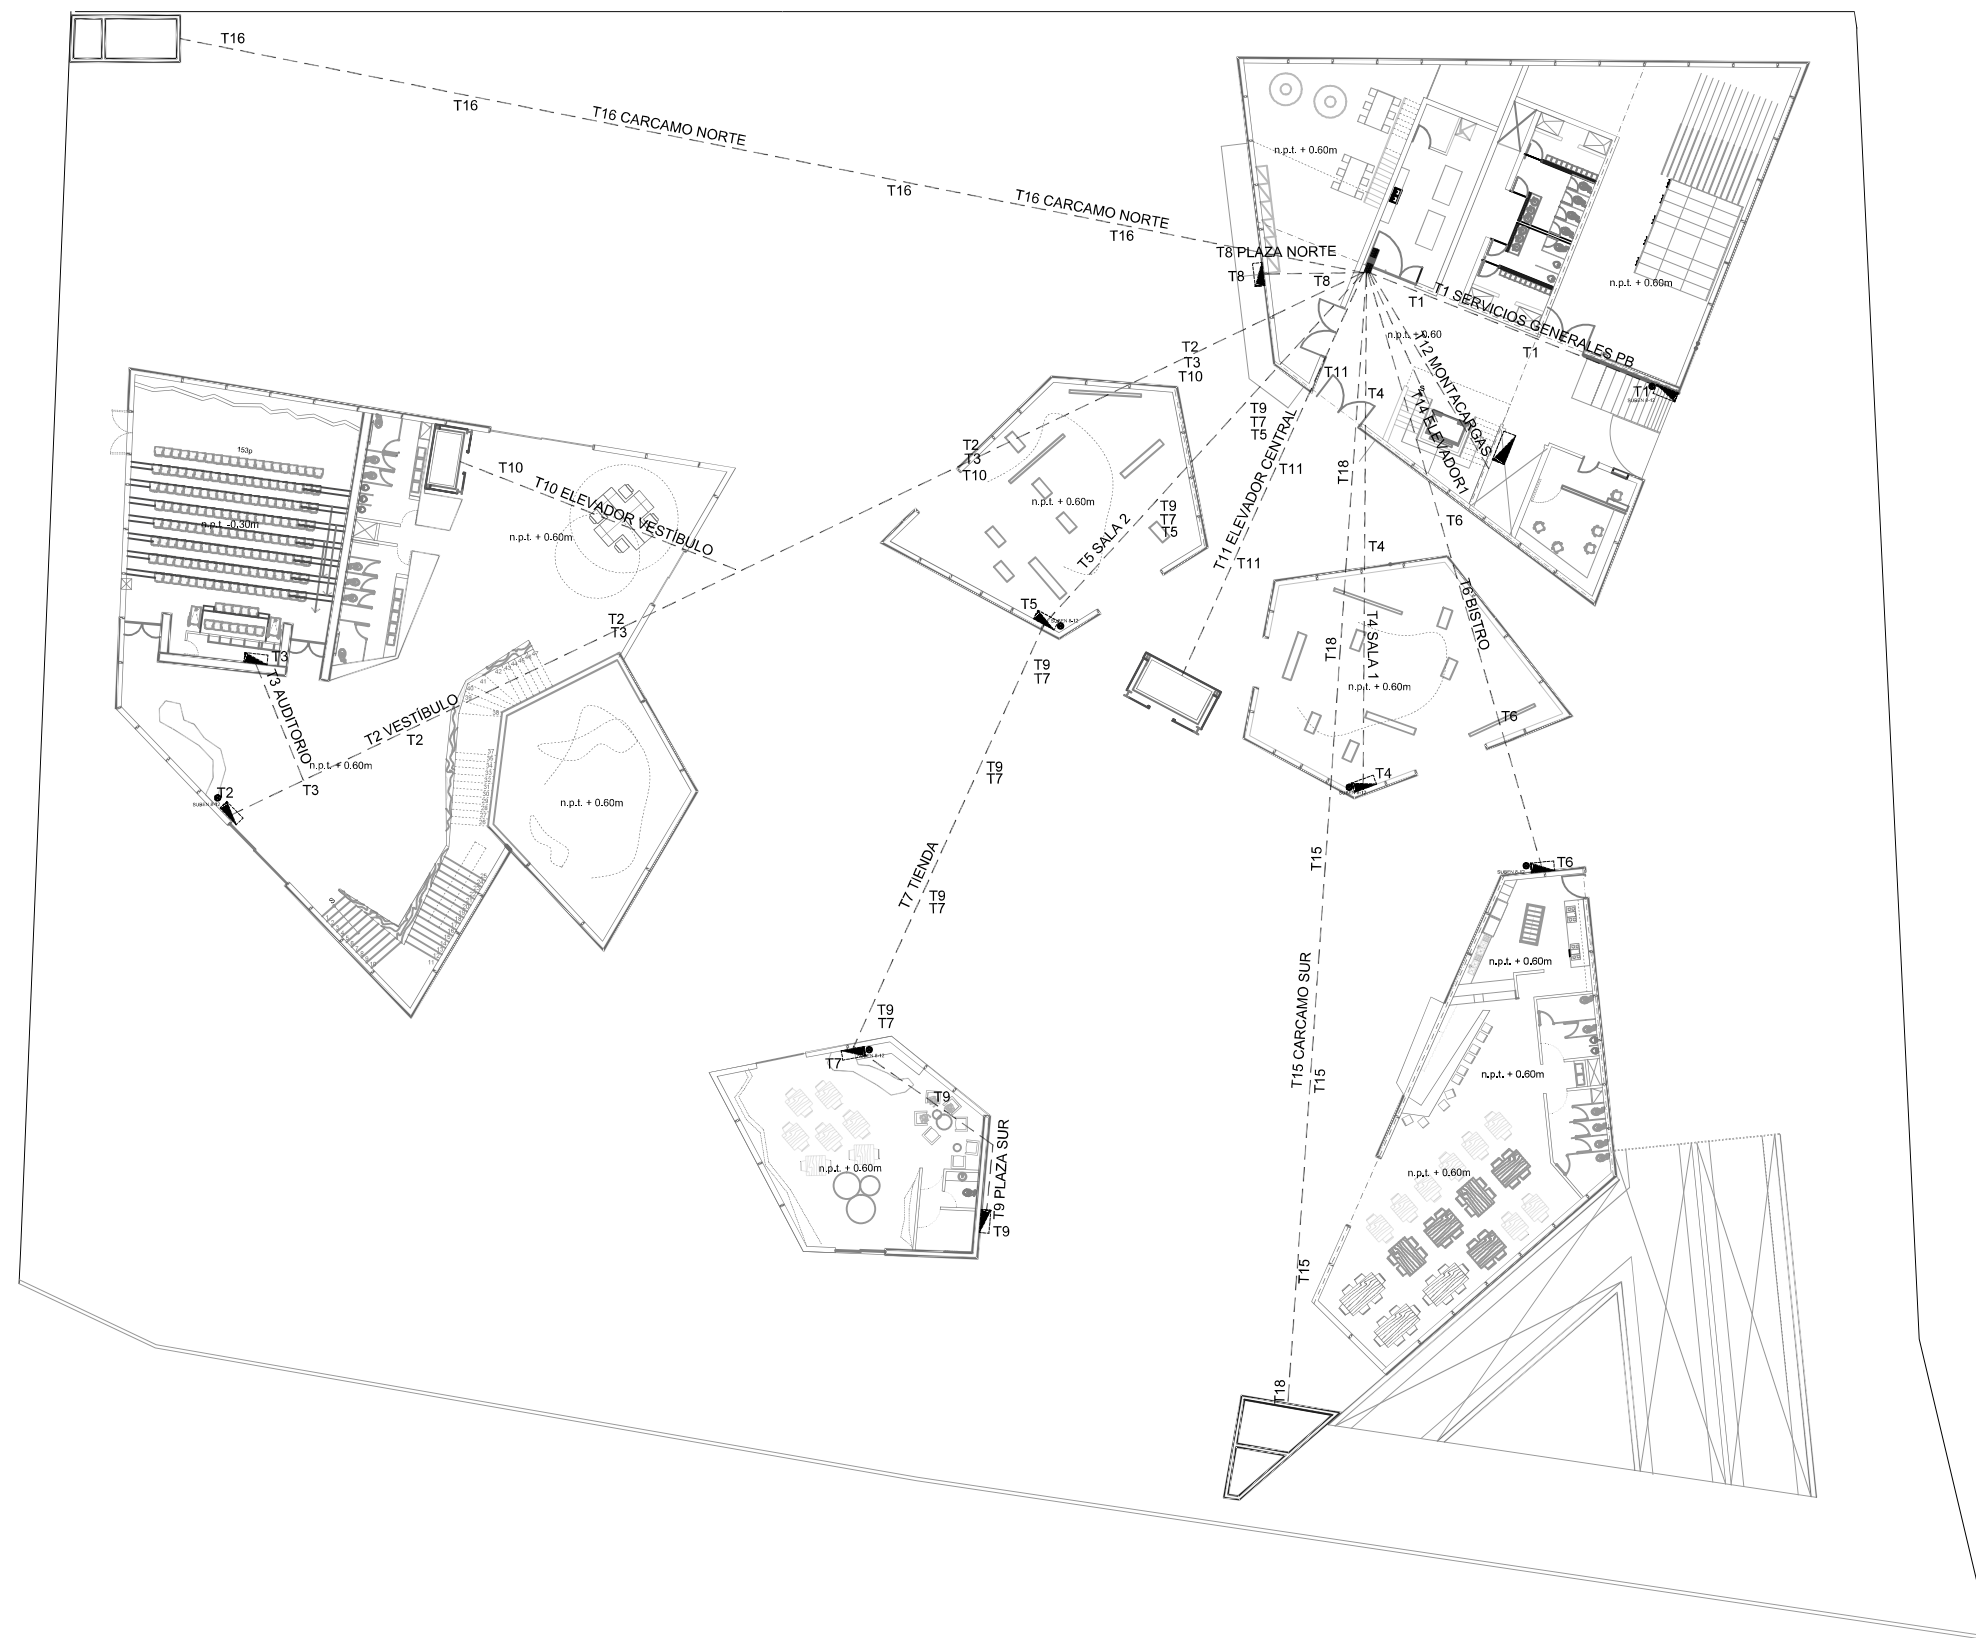 T16
T16
T16 CARCAMO NORTE
T16
T16 CARCAMO NORTE
T16
n.p.t. + 0.60m
T8 PLAZA NORTE
T8
T8
n.p.t. + 0.60m
T1
T1 SERVICIOS GENERALES PB
T1
T1
n.p.t. + 0.60
T12 MONTACARGAS
T14 ELEVADOR1
T2
T3
T10
T11
T4
T9
T7
T5
T11 ELEVADOR CENTRAL
T11
T11
T18
T6
T2
T3
T10
n.p.t. + 0.60m
T9
T7
T5
T5 SALA 2
T5
T4
T4 SALA 1
T18
n.p.t. + 0.60m
T6 BISTRO
T6
T4
153p
n.p.t. -0.30m
T10
T10 ELEVADOR VESTÍBULO
n.p.t. + 0.60m
T2
T3
T3
T3 AUDITORIO
T2 VESTÍBULO
T2
n.p.t. + 0.60m
T3
T2
n.p.t. + 0.60m
T9
T7
T9
T7
T7 TIENDA
T9
T7
T9
T7
T7
T9
n.p.t. + 0.60m
T9 PLAZA SUR
T9
T15
T15 CARCAMO SUR
T15
T15
T18
T6
n.p.t. + 0.60m
n.p.t. + 0.60m
n.p.t. + 0.60m